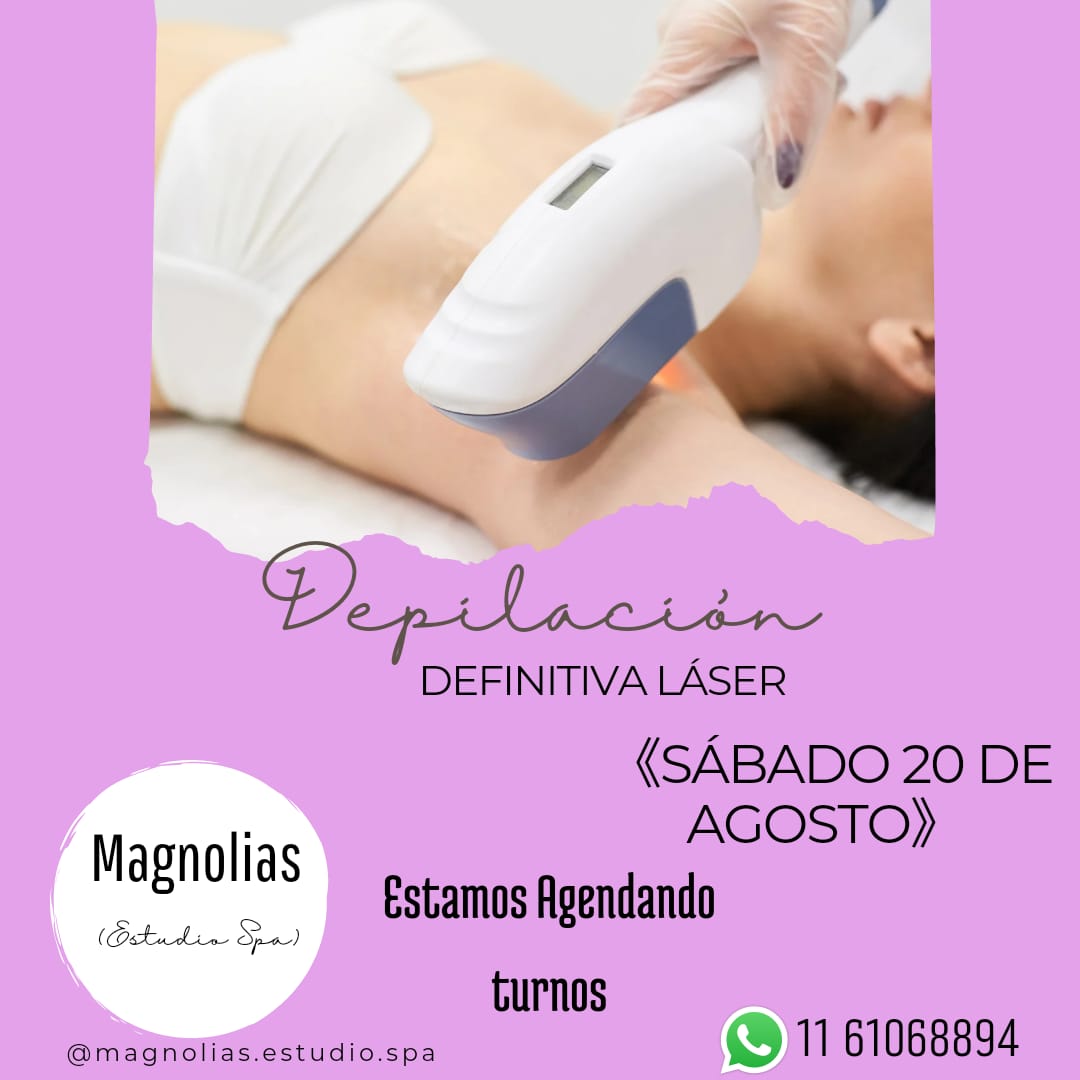 Depilación
DEFINITIVA LÁSER
《SÁBADO 20 DE
AGOSTO》
Magnolias
(Estudio Spa)
Estamos Agendando
turnos
@magnolias.estudio.spa
11 61068894